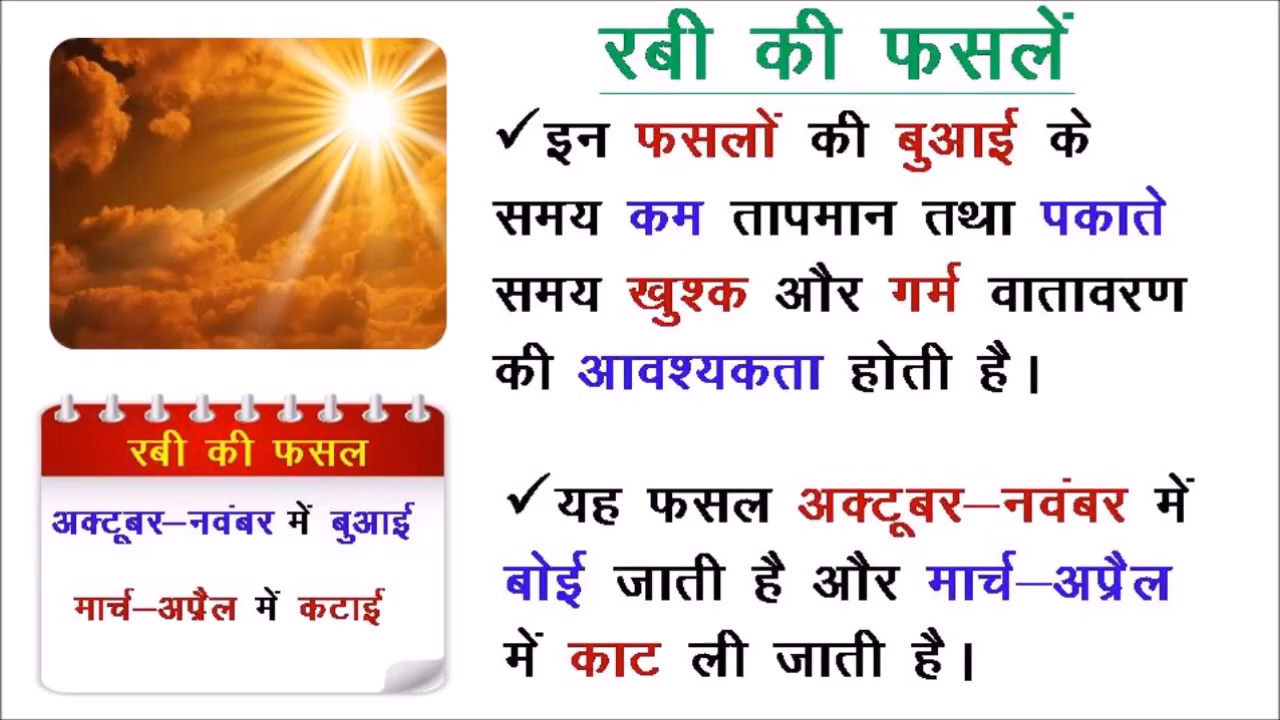 रबी की फसलें
✓इन फसलों की बुआई के
समय कम तापमान तथा पकाते
समय खुश्क और गर्म वातावरण
की आवश्यकता होती है।
✓यह फसल अक्टूबर–नवंबर में
बोई जाती है और मार्च–अप्रैल
में काट ली जाती है।
रबी की फसल
अक्टूबर–नवंबर में बुआई
मार्च–अप्रैल में कटाई